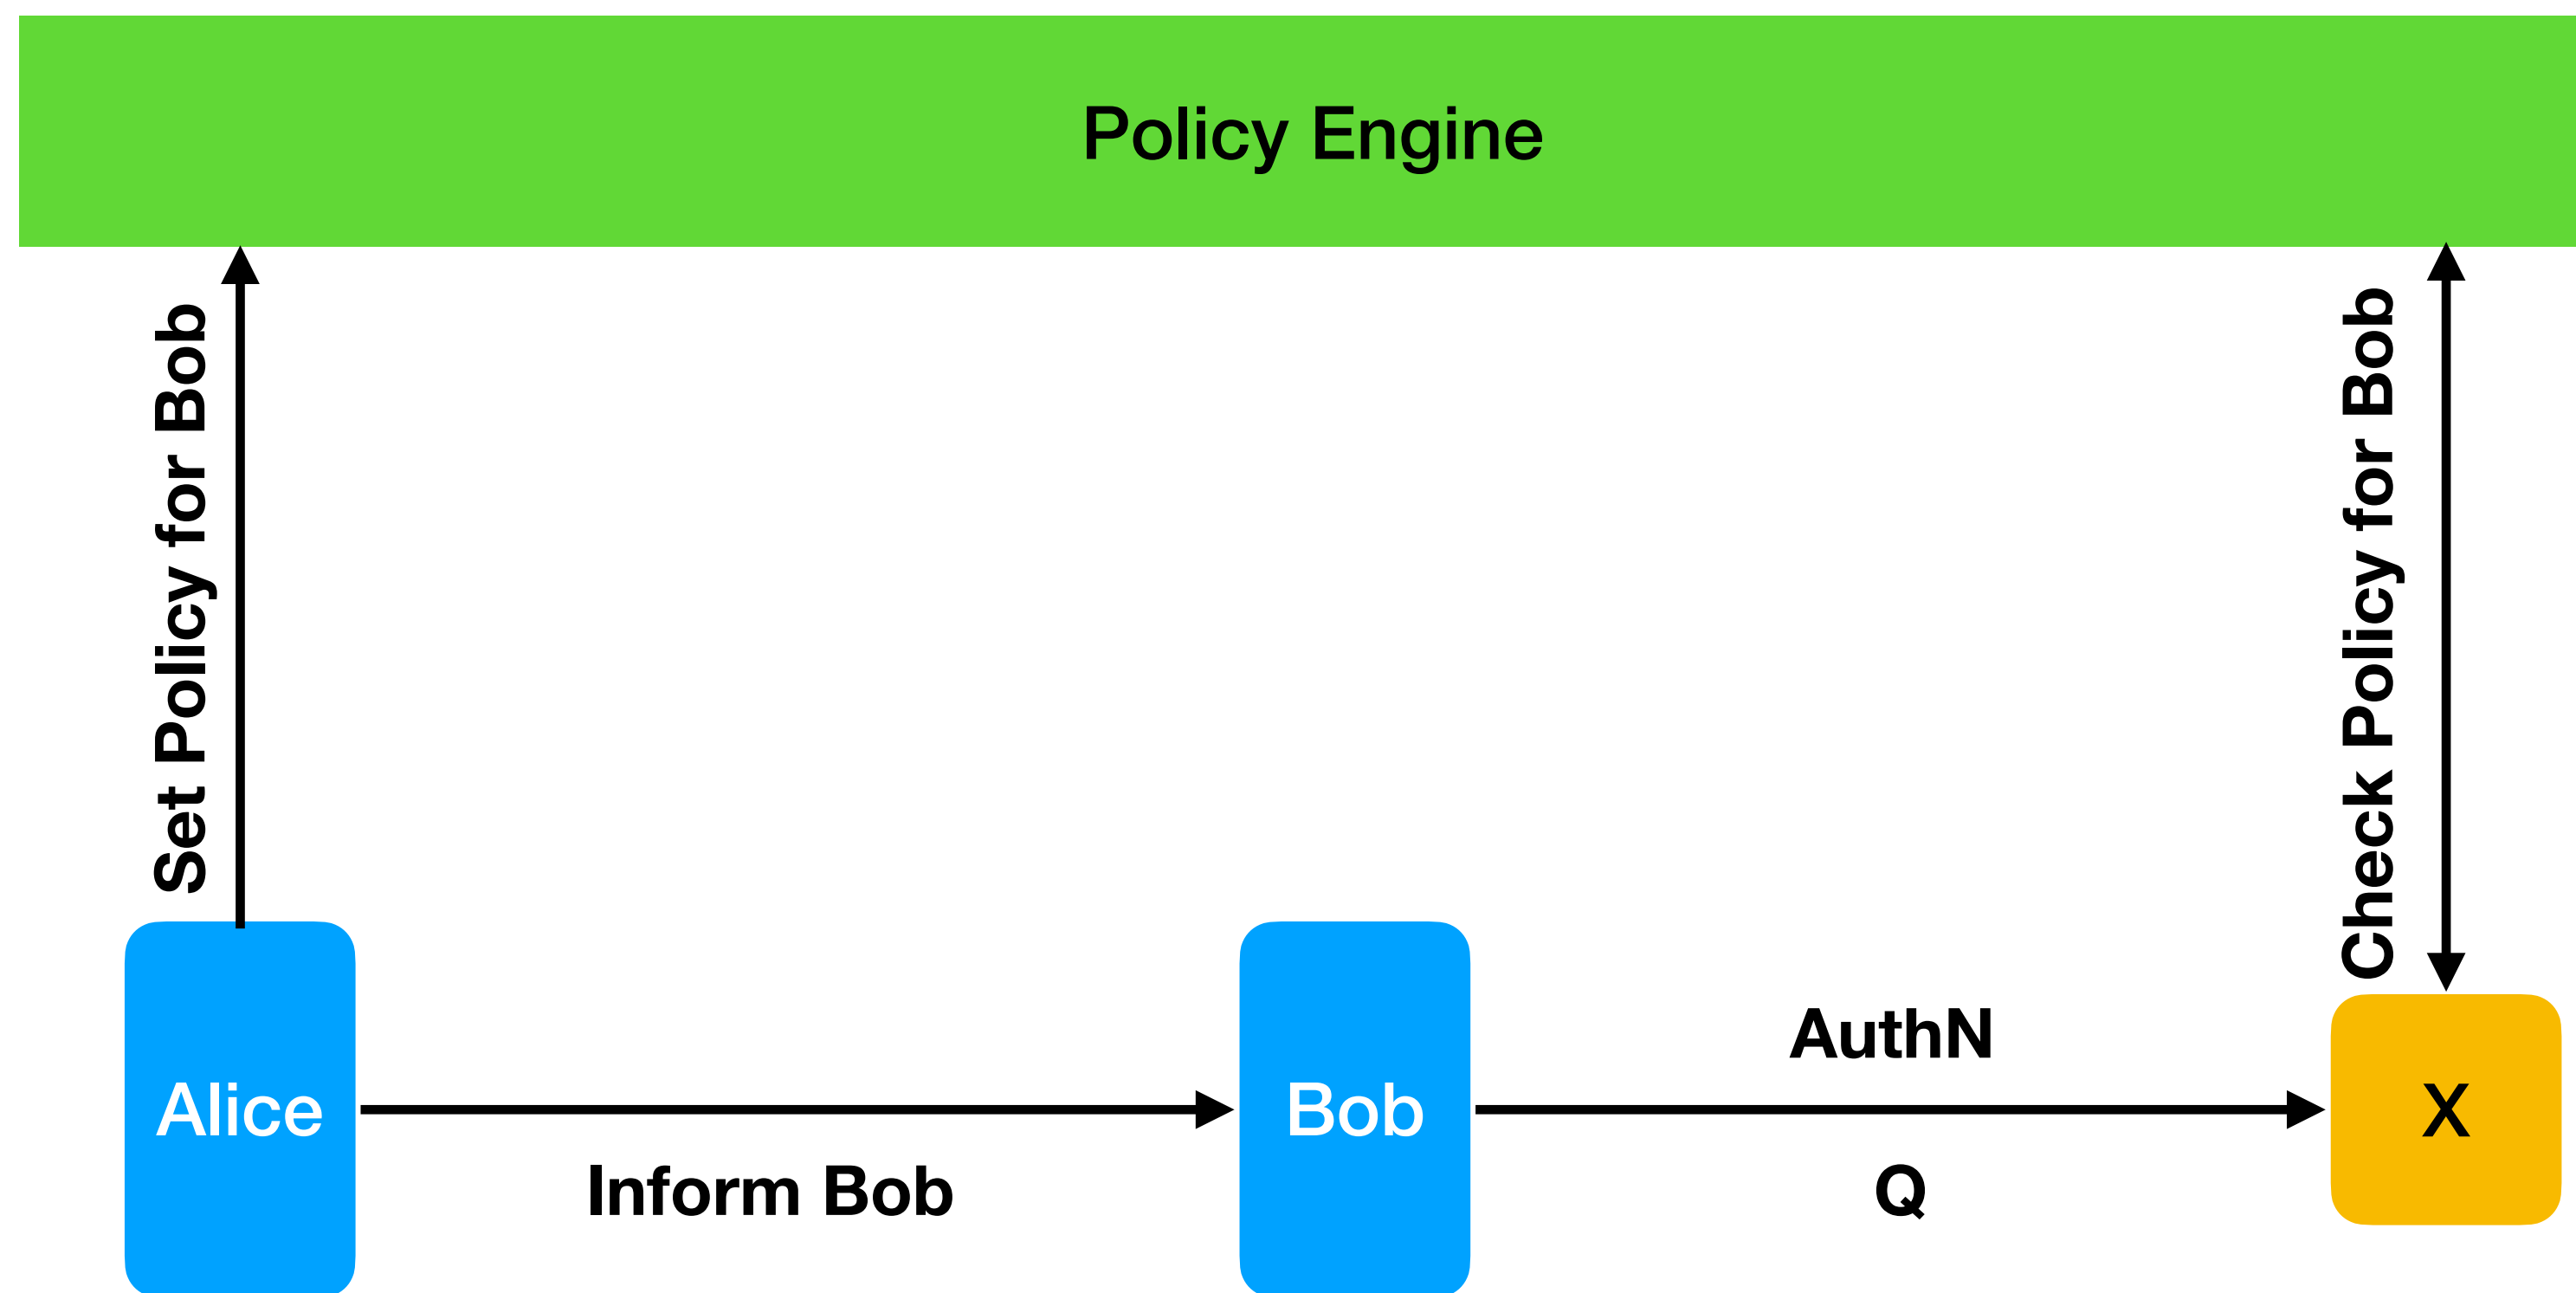 Policy Engine
Set Policy for Bob
Check Policy for Bob
Alice
Inform Bob
Bob
AuthN
Q
X